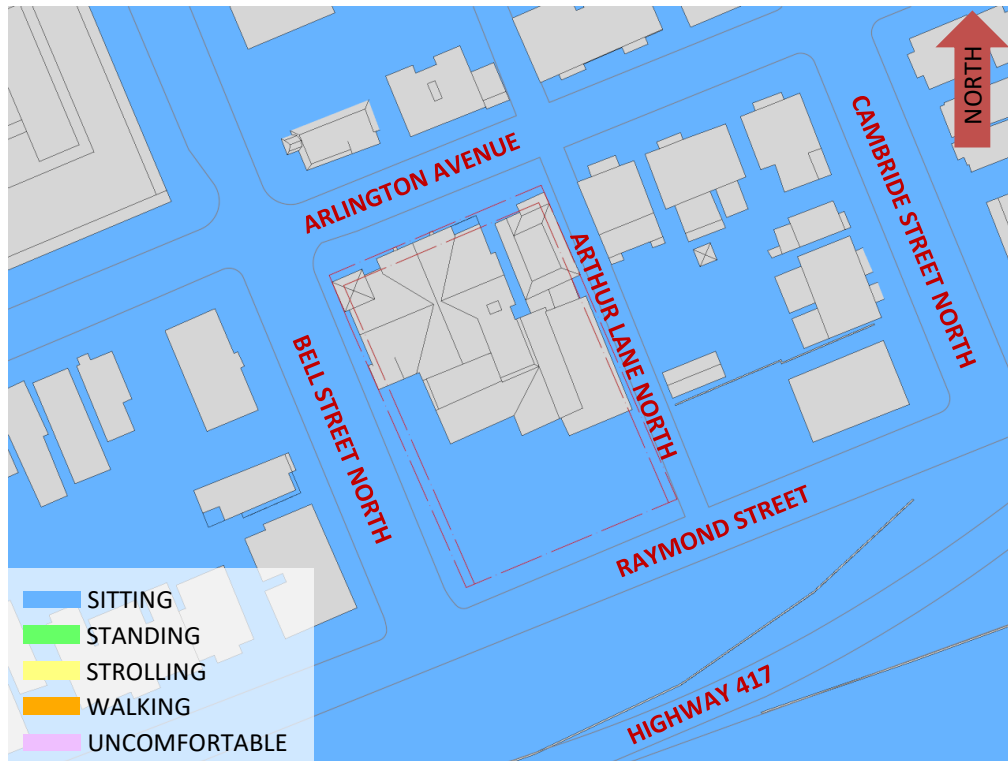 NORTH
ARLINGTON AVENUE
CAMBRIDE STREET NORTH
ARTHUR LANE NORTH
BELL STREET NORTH
RAYMOND STREET
HIGHWAY 417
SITTING
STANDING
STROLLING
WALKING
UNCOMFORTABLE